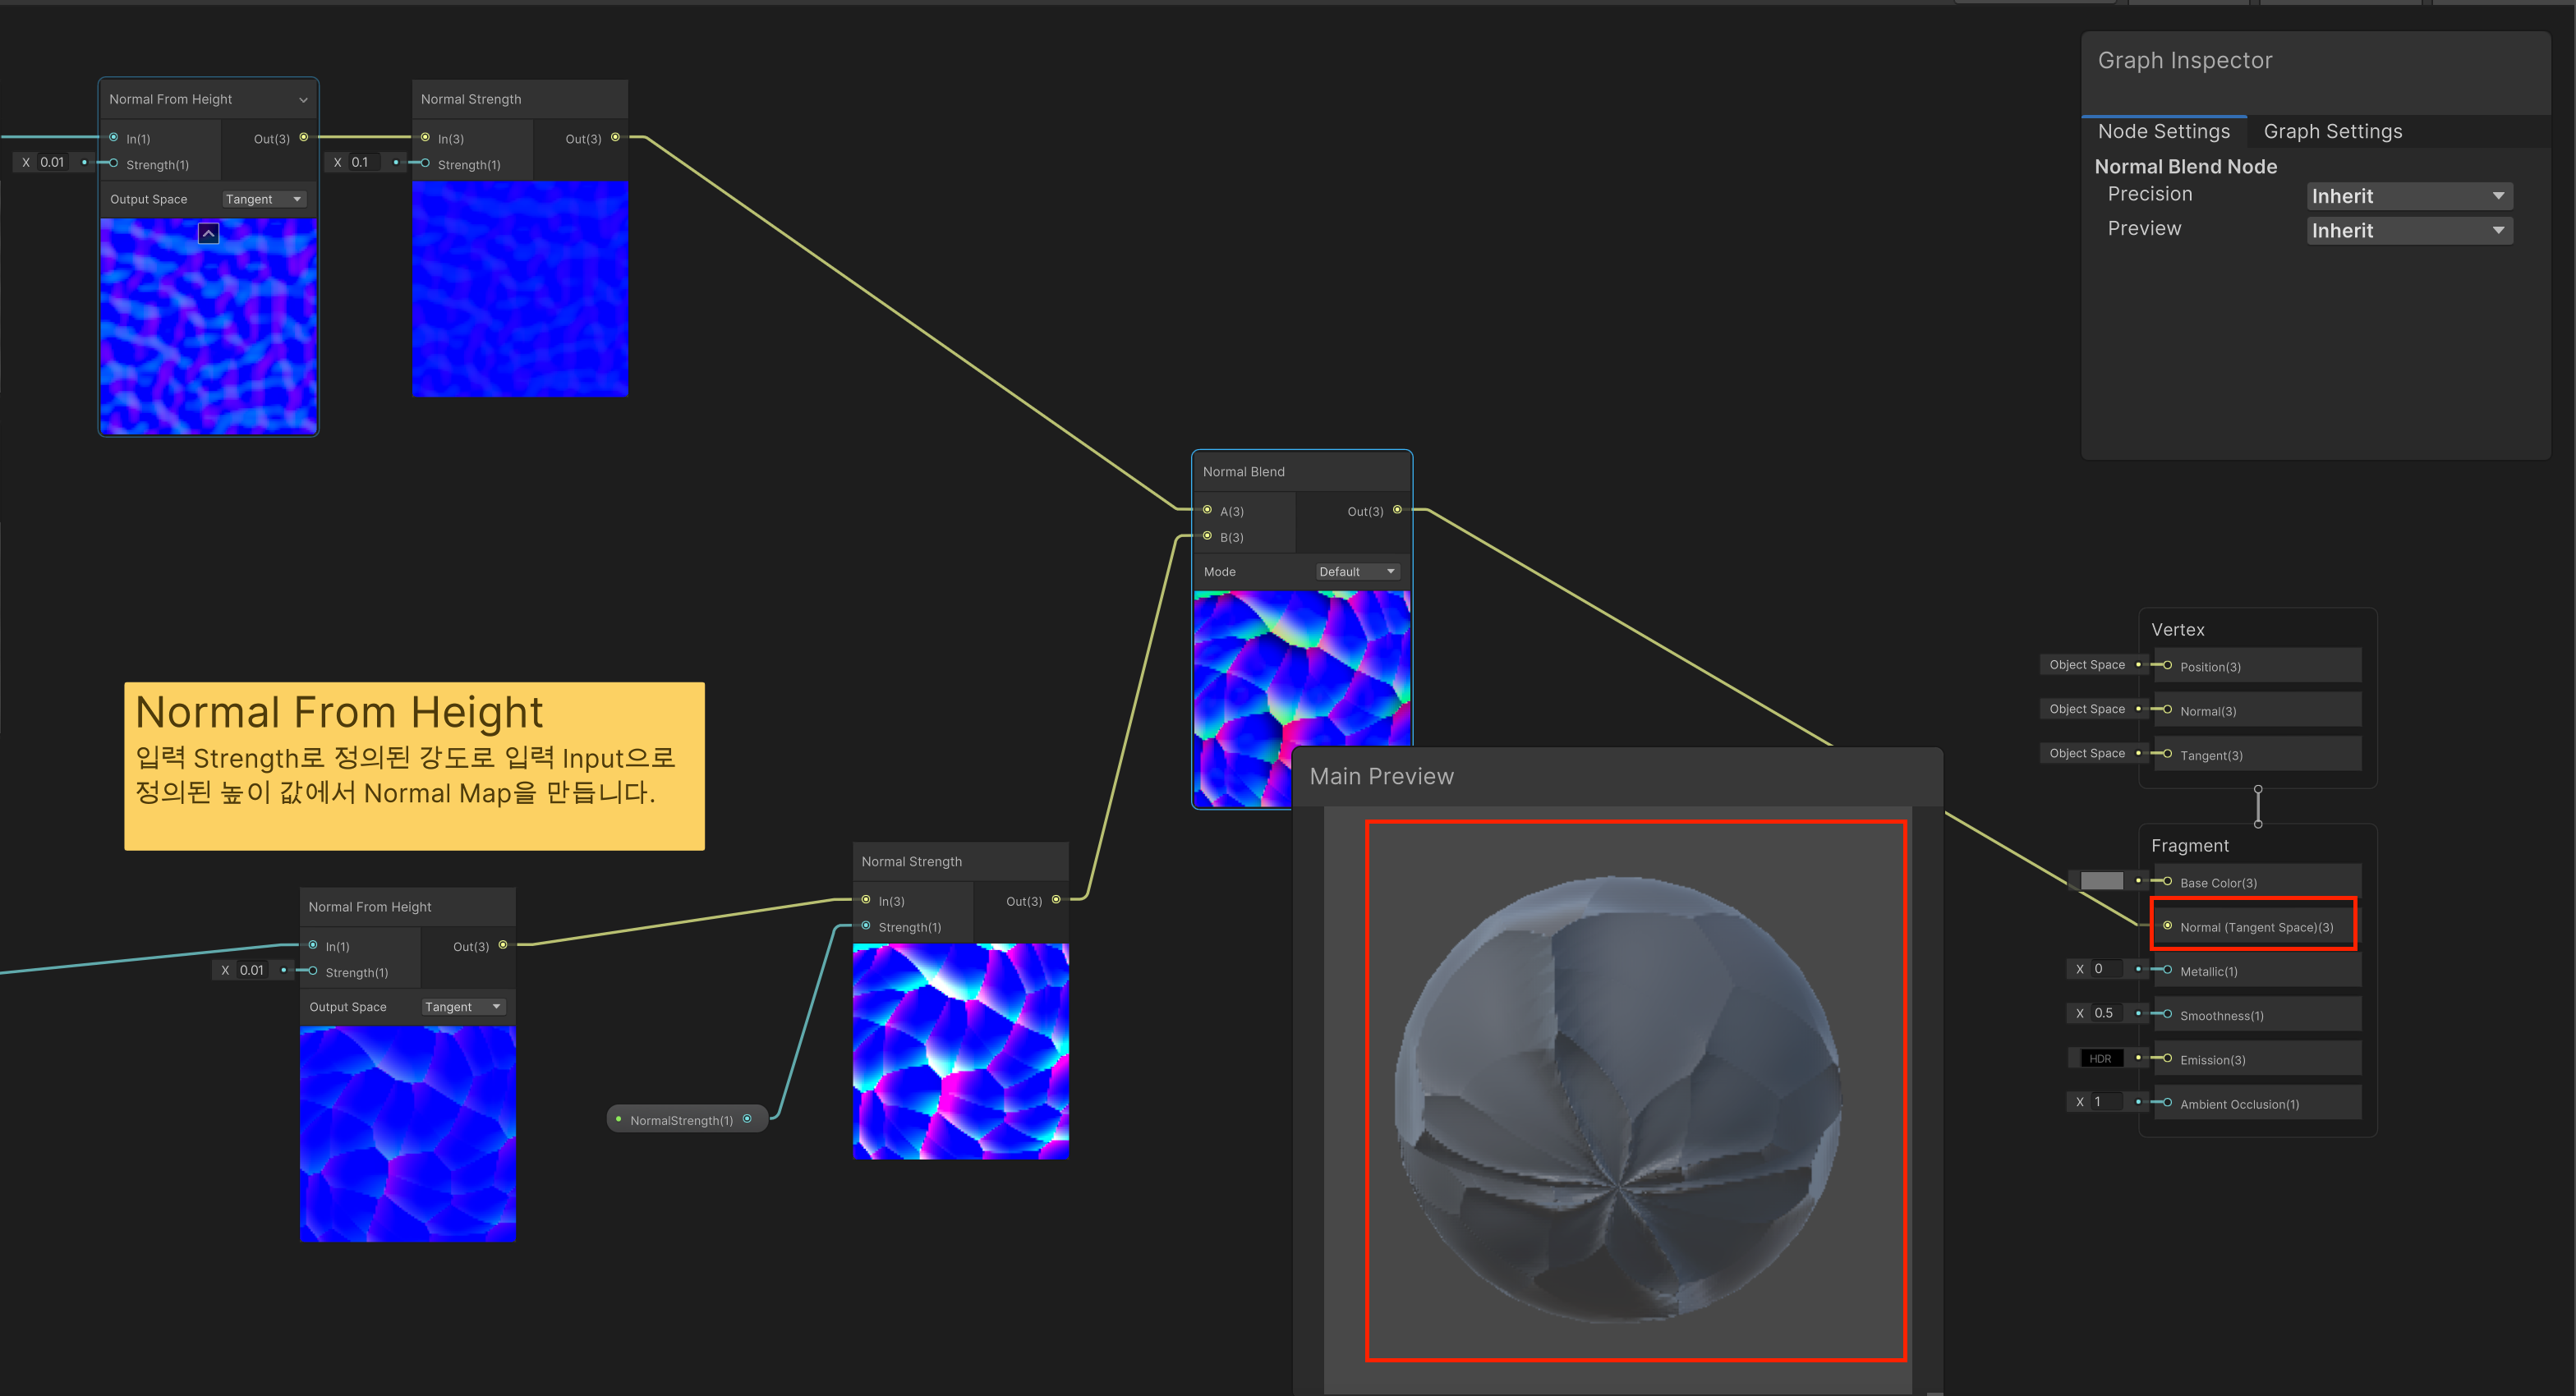 Graph Inspector
Node Settings
Graph Settings
Normal Blend Node
Precision
Inherit
Preview
Inherit
Normal From Height
In(1)
Out(3)
X 0.01
Strength(1)
Output Space
Tangent
Normal Strength
In(3)
Out(3)
X 0.1
Strength(1)
Normal Blend
A(3)
Out(3)
B(3)
Mode
Default
Normal From Height
입력 Strength로 정의된 강도로 입력 Input으로
정의된 높이 값에서 Normal Map을 만듭니다.
Normal From Height
In(1)
Out(3)
X 0.01
Strength(1)
Output Space
Tangent
NormalStrength(1)
Normal Strength
In(3)
Out(3)
Strength(1)
Main Preview
Vertex
Object Space
Position(3)
Object Space
Normal(3)
Object Space
Tangent(3)
Fragment
Base Color(3)
Normal (Tangent Space)(3)
X 0
Metallic(1)
X 0.5
Smoothness(1)
HDR
Emission(3)
X 1
Ambient Occlusion(1)